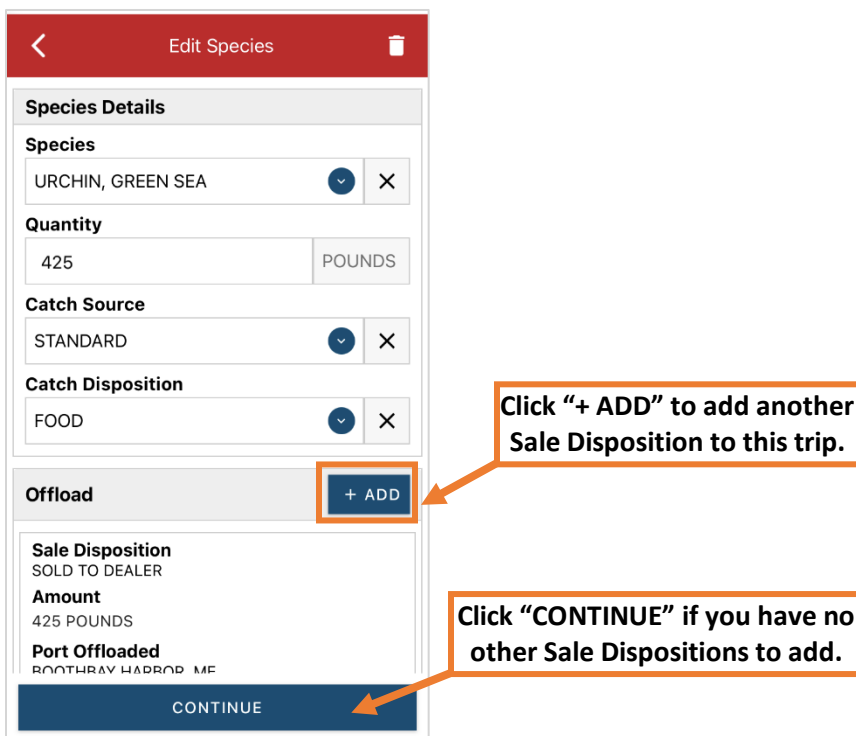 Edit Species
Species Details
Species
URCHIN, GREEN SEA
Quantity
425 POUNDS
Catch Source
STANDARD
Catch Disposition
FOOD
Click “+ ADD” to add another
Sale Disposition to this trip.
Offload + ADD
Sale Disposition
SOLD TO DEALER
Amount
425 POUNDS
Port Offloaded
BOOTHBAY HARBOR, ME
Click “CONTINUE” if you have no
other Sale Dispositions to add.
CONTINUE